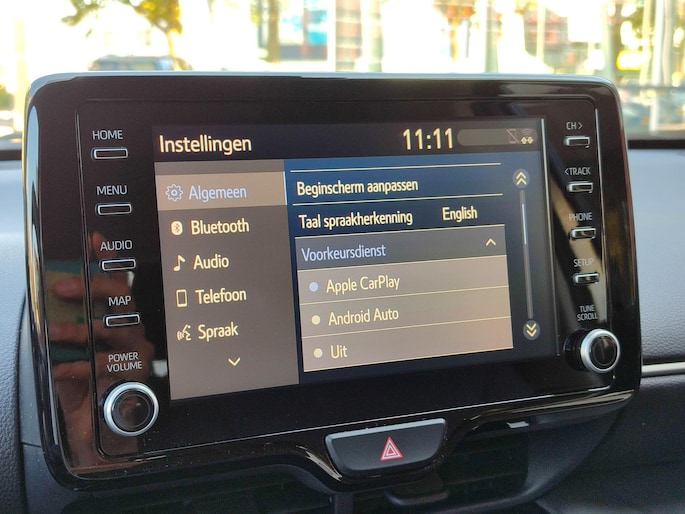 HOME
MENU
AUDIO
MAP
POWER
VOLUME
Instellingen
11:11
Algemeen
Bluetooth
Audio
Telefoon
Spraak
Beginscherm aanpassen
Taal spraakherkenning English
Voorkeursdienst
Apple CarPlay
Android Auto
Uit
CH >
< TRACK
PHONE
SETUP
TUNE
SCROLL